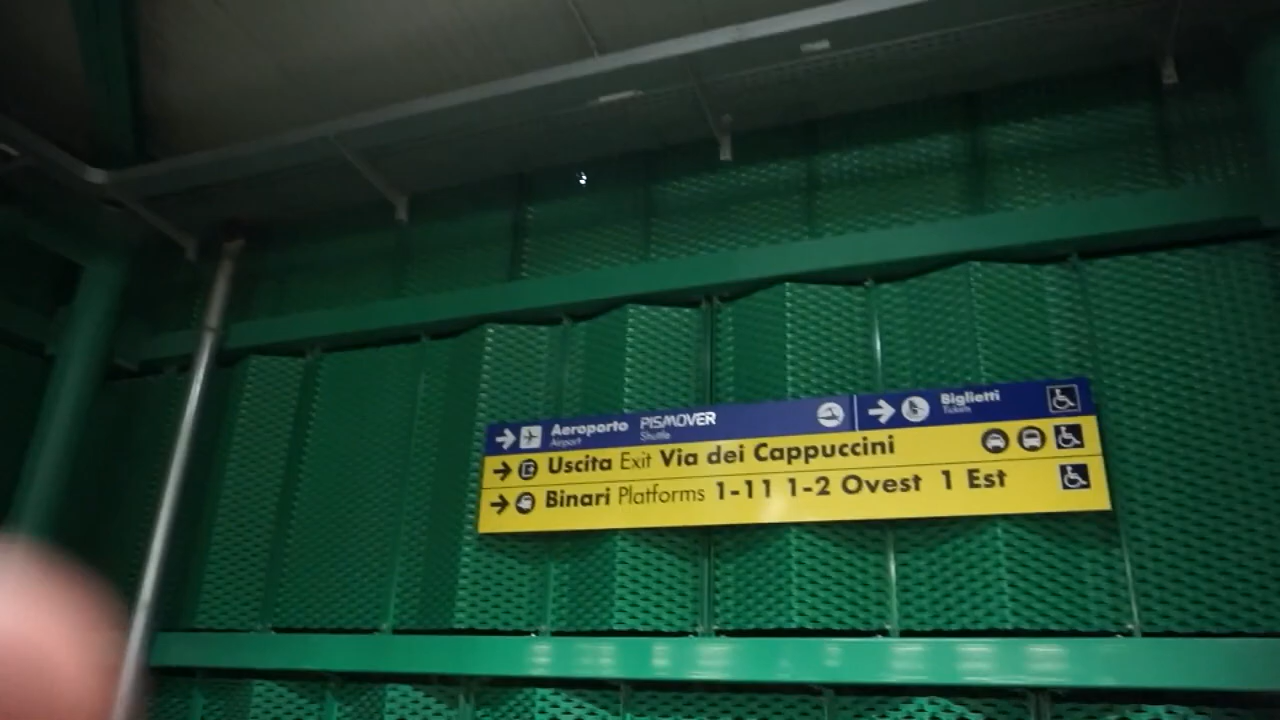 Aeroporto PISAMOVER Biglietti
Airport Shuttle Tickets
Uscita Exit Via dei Cappuccini
Binari Platforms 1-11 1-2 Ovest 1 Est